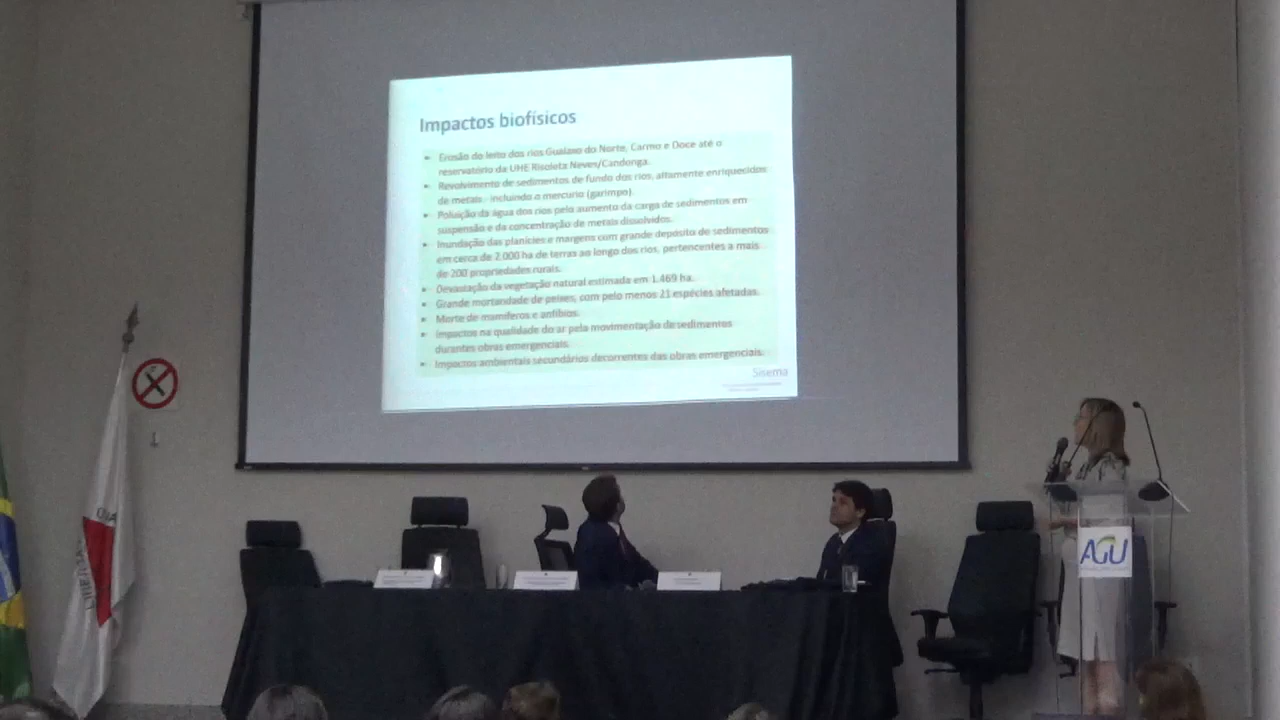 Impactos biofísicos
Erosão do leito dos rios Gualaxo do Norte, Carmo e Doce até o
reservatório da UHE Risoleta Neves/Candonga.
Revolvimento de sedimentos de fundo dos rios, altamente enriquecidos
de metais - incluindo o mercurio (garimpo).
Poluição da água dos rios pelo aumento da carga de sedimentos em
suspensão e da concentração de metais dissolvidos.
Inundação das planícies e margens com grande depósito de sedimentos
em cerca de 2.000 ha de terras ao longo dos rios, pertencentes a mais
de 200 propriedades rurais.
Devastação da vegetação natural estimada em 1.469 ha.
Grande mortandade de peixes, com pelo menos 21 espécies afetadas.
Morte de mamíferos e anfíbios.
Impactos na qualidade do ar pela movimentação de sedimentos
durantes obras emergenciais.
Impactos ambientais secundários decorrentes das obras emergenciais.
Sisema
AGU